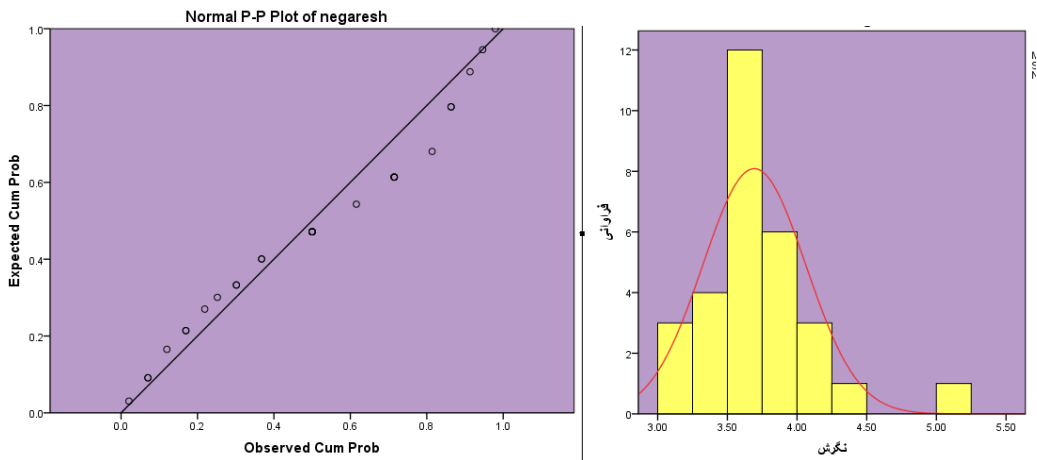 Normal P-P Plot of negaresh
Expected Cum Prob
1.0
0.8
0.6
0.4
0.2
0.0
0.0 0.2 0.4 0.6 0.8 1.0
Observed Cum Prob
فراوانی
12
10
8
6
4
2
0
3.00 3.50 4.00 4.50 5.00 5.50
نگرش